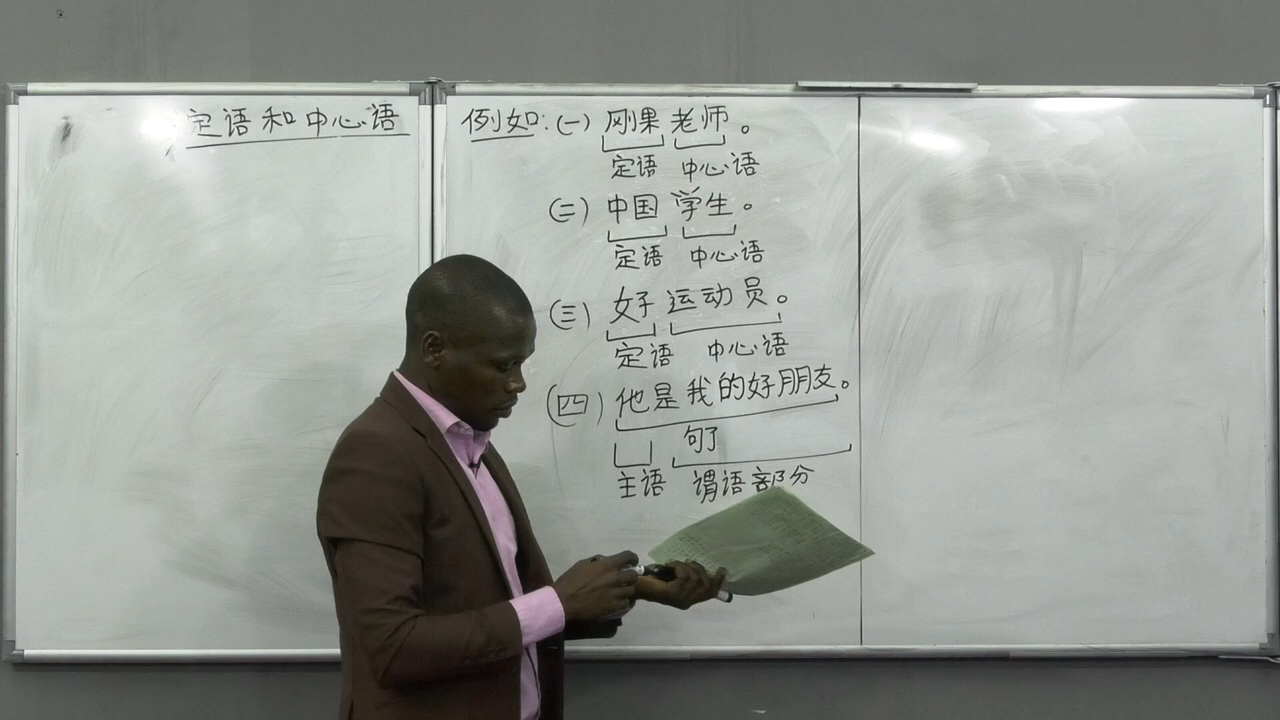 定语和中心语
例如:(一) 刚果老师。
定语 中心语
(二) 中国学生。
定语 中心语
(三) 好运动员。
定语 中心语
(四) 他是我的好朋友。
句了
主语 谓语部分